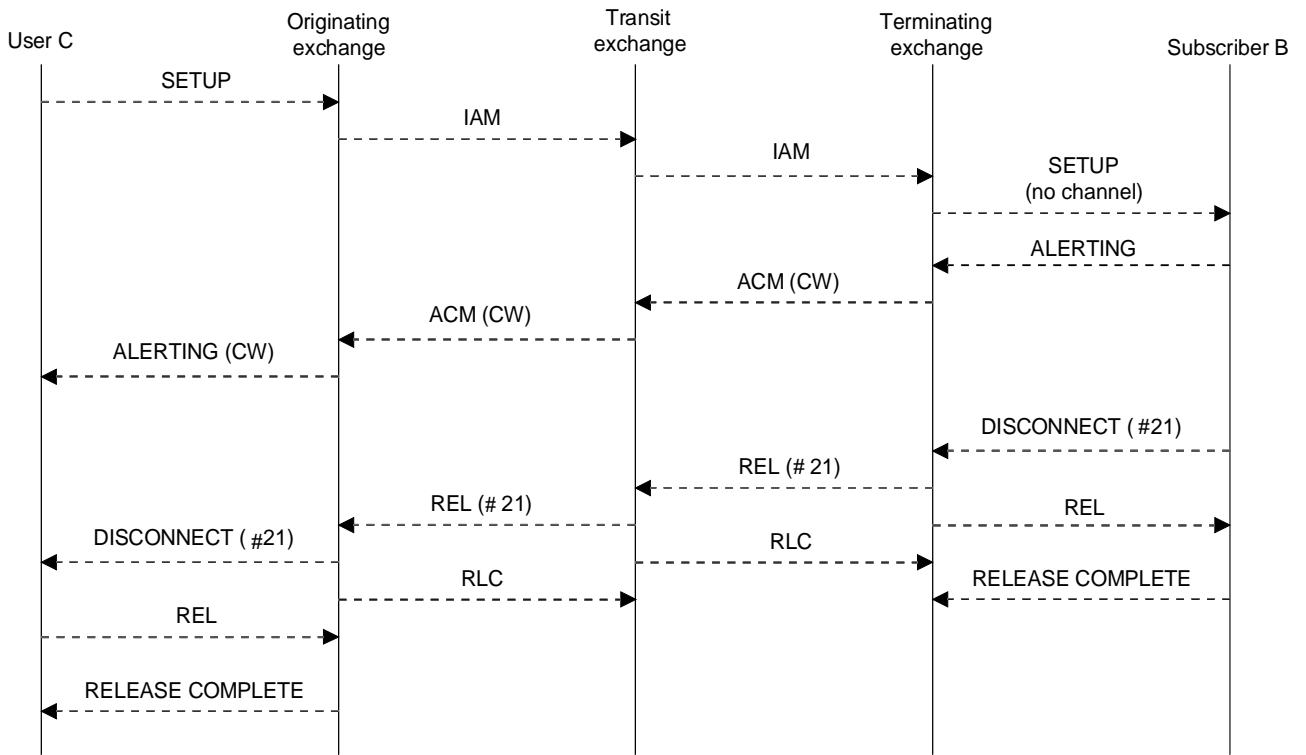 User C
Originating
exchange
Transit
exchange
Terminating
exchange
Subscriber B
SETUP
IAM
IAM
SETUP
(no channel)
ALERTING
ACM (CW)
ACM (CW)
ALERTING (CW)
DISCONNECT ( #21)
REL (# 21)
REL (# 21)
REL
DISCONNECT ( #21)
RLC
RLC
RELEASE COMPLETE
REL
RELEASE COMPLETE